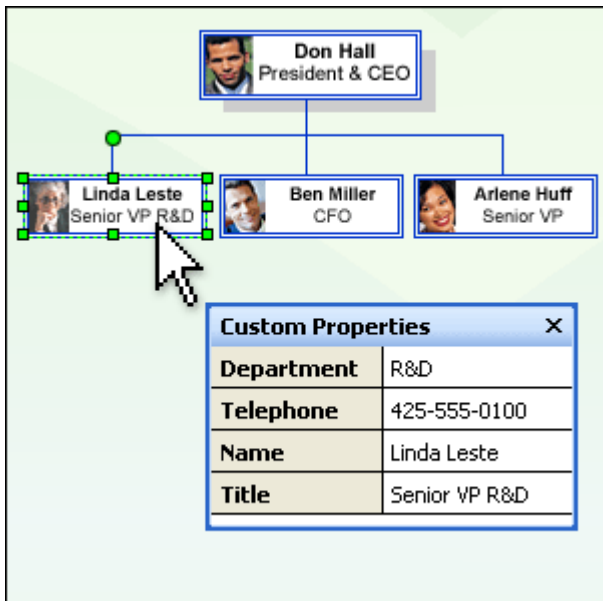 Don Hall
President & CEO
Linda Leste
Senior VP R&D
Ben Miller
CFO
Arlene Huff
Senior VP
Custom Properties
Department R&D
Telephone 425-555-0100
Name Linda Leste
Title Senior VP R&D